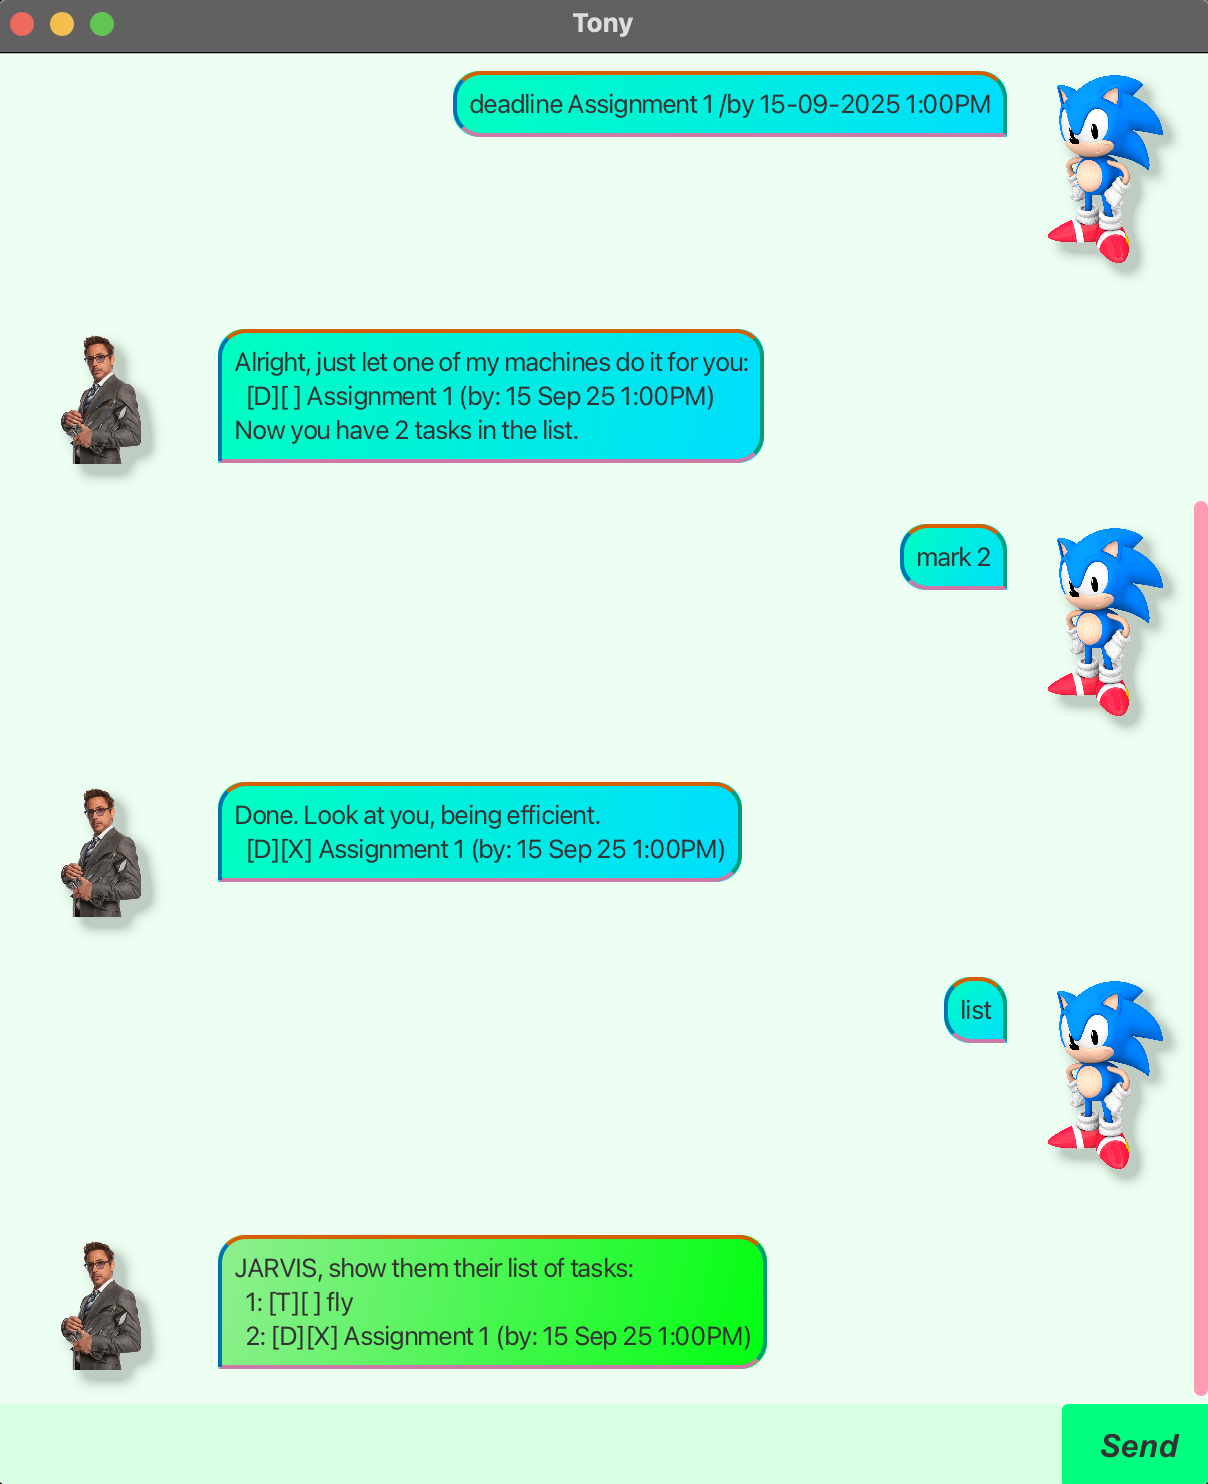 Tony
deadline Assignment 1 /by 15-09-2025 1:00PM
Alright, just let one of my machines do it for you:
[D][ ] Assignment 1 (by: 15 Sep 25 1:00PM)
Now you have 2 tasks in the list.
mark 2
Done. Look at you, being efficient.
[D][X] Assignment 1 (by: 15 Sep 25 1:00PM)
list
JARVIS, show them their list of tasks:
1: [T][ ] fly
2: [D][X] Assignment 1 (by: 15 Sep 25 1:00PM)
Send